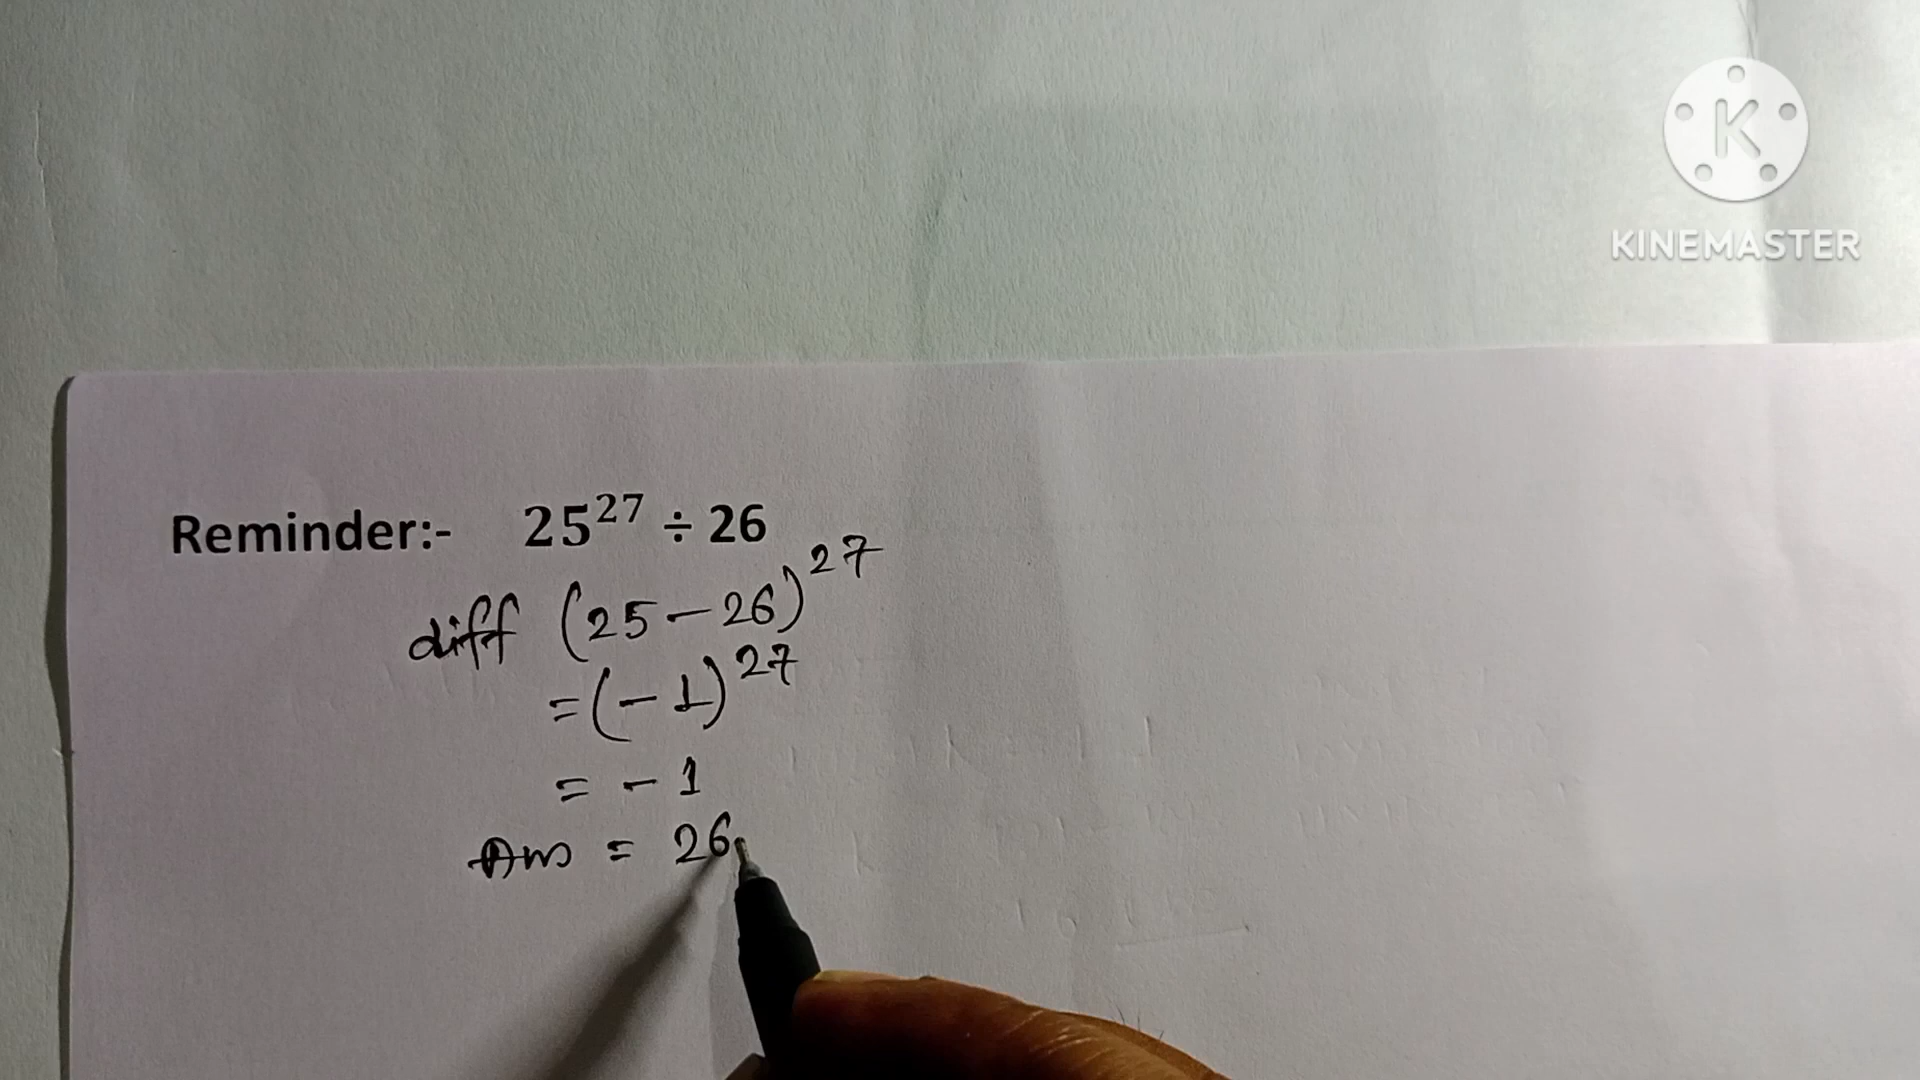 K
KINEMASTER
Reminder:- 25²⁷ ÷ 26
diff (25 - 26)²⁷
= (-1)²⁷
= - 1
Ans = 26